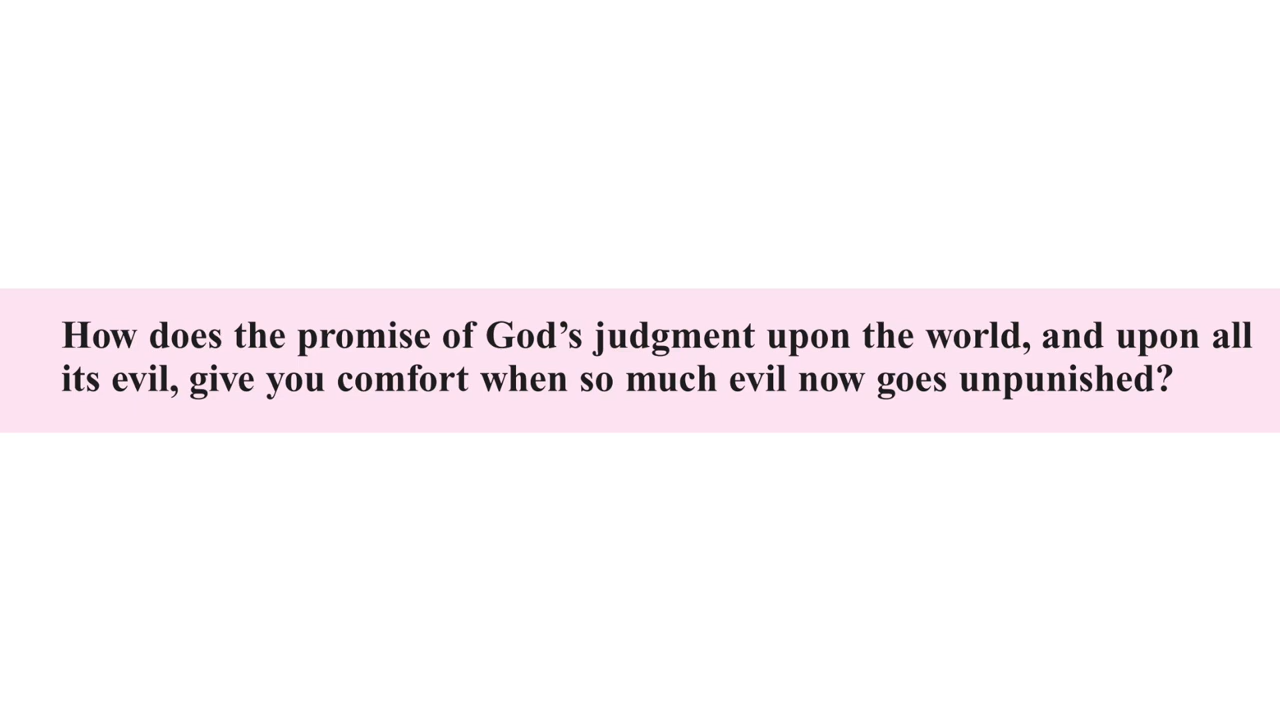 How does the promise of God’s judgment upon the world, and upon all
its evil, give you comfort when so much evil now goes unpunished?